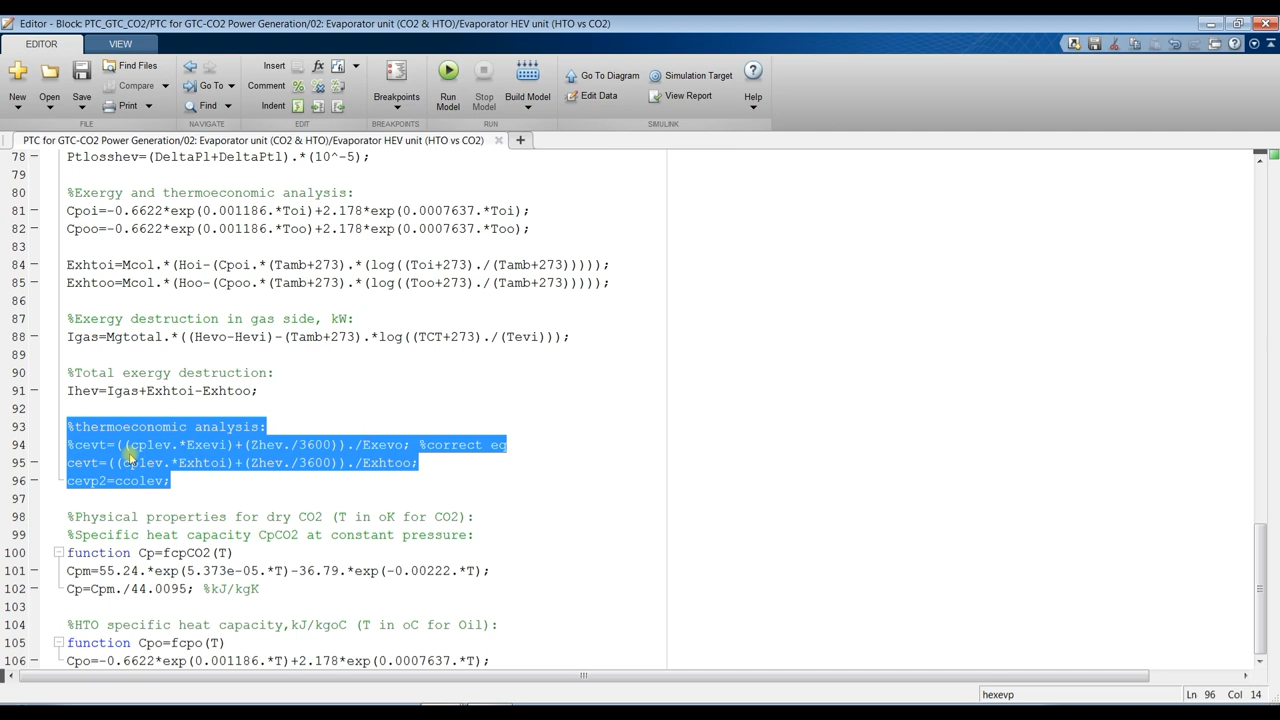 Editor - Block: PTC_GTC_CO2/PTC for GTC-CO2 Power Generation/02: Evaporator unit (CO2 & HTO)/Evaporator HEV unit (HTO vs CO2)
EDITOR VIEW
New Open Save Find Files Compare Print Go To Find Insert Comment Indent Breakpoints Run Model Stop Model Build Model Go To Diagram Edit Data Simulation Target View Report Help
FILE NAVIGATE EDIT BREAKPOINTS RUN SIMULINK
PTC for GTC-CO2 Power Generation/02: Evaporator unit (CO2 & HTO)/Evaporator HEV unit (HTO vs CO2)
78 Ptlosshev=(DeltaPl+DeltaPtl).*(10^-5);
79
80 %Exergy and thermoeconomic analysis:
81 Cpoi=-0.6622*exp(0.001186.*Toi)+2.178*exp(0.0007637.*Toi);
82 Cpoo=-0.6622*exp(0.001186.*Too)+2.178*exp(0.0007637.*Too);
83
84 Exhtoi=Mcol.*(Hoi-(Cpoi.*(Tamb+273).*(log((Toi+273)./(Tamb+273)))));
85 Exhtoo=Mcol.*(Hoo-(Cpoo.*(Tamb+273).*(log((Too+273)./(Tamb+273)))));
86
87 %Exergy destruction in gas side, kW:
88 Igas=Mgtotal.*((Hevo-Hevi)-(Tamb+273).*log((TCT+273)./(Tevi)));
89
90 %Total exergy destruction:
91 Ihev=Igas+Exhtoi-Exhtoo;
92
93 %thermoeconomic analysis:
94 %cevt=((cplev.*Exevi)+(Zhev./3600))./Exevo; %correct eq
95 cevt=((cplev.*Exhtoi)+(Zhev./3600))./Exhtoo;
96 cevp2=ccolev;
97
98 %Physical properties for dry CO2 (T in oK for CO2):
99 %Specific heat capacity CpCO2 at constant pressure:
100 function Cp=fcpCO2(T)
101 Cpm=55.24.*exp(5.373e-05.*T)-36.79.*exp(-0.00222.*T);
102 Cp=Cpm./44.0095; %kJ/kgK
103
104 %HTO specific heat capacity,kJ/kgoC (T in oC for Oil):
105 function Cpo=fcpo(T)
106 Cpo=-0.6622*exp(0.001186.*T)+2.178*exp(0.0007637.*T);
hexevp Ln 96 Col 14